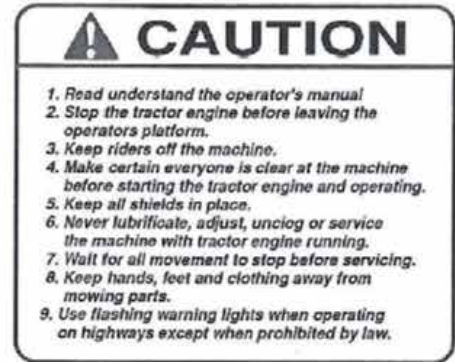 CAUTION
1. Read understand the operator's manual
2. Stop the tractor engine before leaving the
operators platform.
3. Keep riders off the machine.
4. Make certain everyone is clear at the machine
before starting the tractor engine and operating.
5. Keep all shields in place.
6. Never lubrificate, adjust, unclog or service
the machine with tractor engine running.
7. Wait for all movement to stop before servicing.
8. Keep hands, feet and clothing away from
mowing parts.
9. Use flashing warning lights when operating
on highways except when prohibited by law.